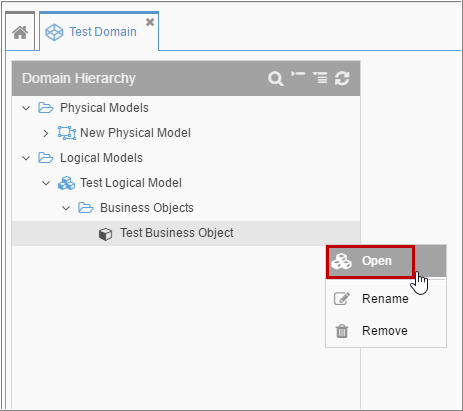 Test Domain
Domain Hierarchy
Physical Models
New Physical Model
Logical Models
Test Logical Model
Business Objects
Test Business Object
Open
Rename
Remove